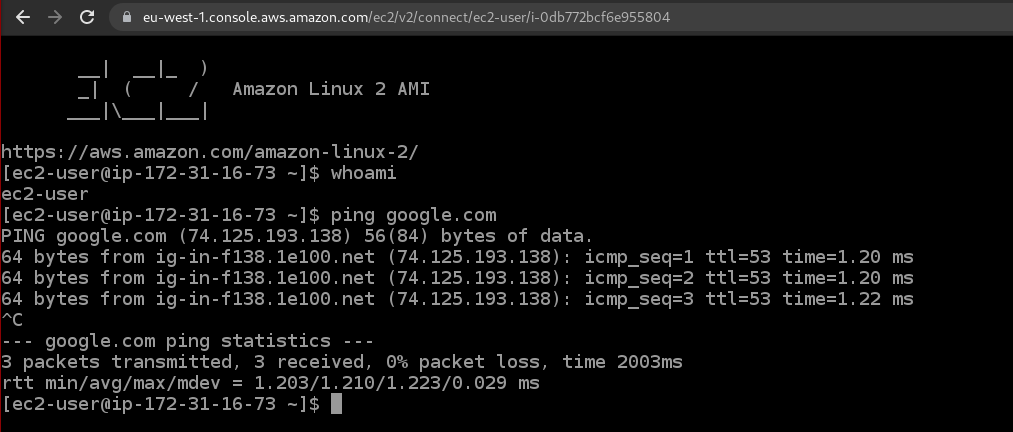 eu-west-1.console.aws.amazon.com/ec2/v2/connect/ec2-user/i-0db772bcf6e955804
       __|  __|_  )
       _|  (     /   Amazon Linux 2 AMI
      ___|\___|___|
https://aws.amazon.com/amazon-linux-2/
[ec2-user@ip-172-31-16-73 ~]$ whoami
ec2-user
[ec2-user@ip-172-31-16-73 ~]$ ping google.com
PING google.com (74.125.193.138) 56(84) bytes of data.
64 bytes from ig-in-f138.1e100.net (74.125.193.138): icmp_seq=1 ttl=53 time=1.20 ms
64 bytes from ig-in-f138.1e100.net (74.125.193.138): icmp_seq=2 ttl=53 time=1.20 ms
64 bytes from ig-in-f138.1e100.net (74.125.193.138): icmp_seq=3 ttl=53 time=1.22 ms
^C
--- google.com ping statistics ---
3 packets transmitted, 3 received, 0% packet loss, time 2003ms
rtt min/avg/max/mdev = 1.203/1.210/1.223/0.029 ms
[ec2-user@ip-172-31-16-73 ~]$